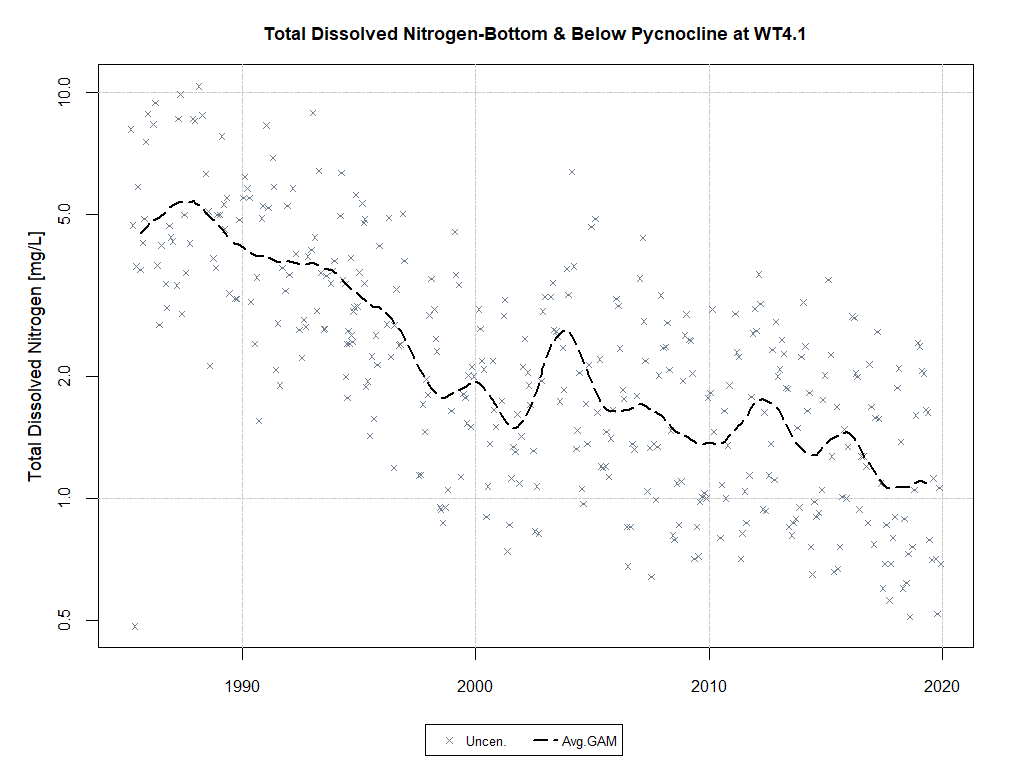 Total Dissolved Nitrogen-Bottom & Below Pycnocline at WT4.1
Total Dissolved Nitrogen [mg/L]
10.0
5.0
2.0
1.0
0.5
1990 2000 2010 2020
Uncen. Avg.GAM